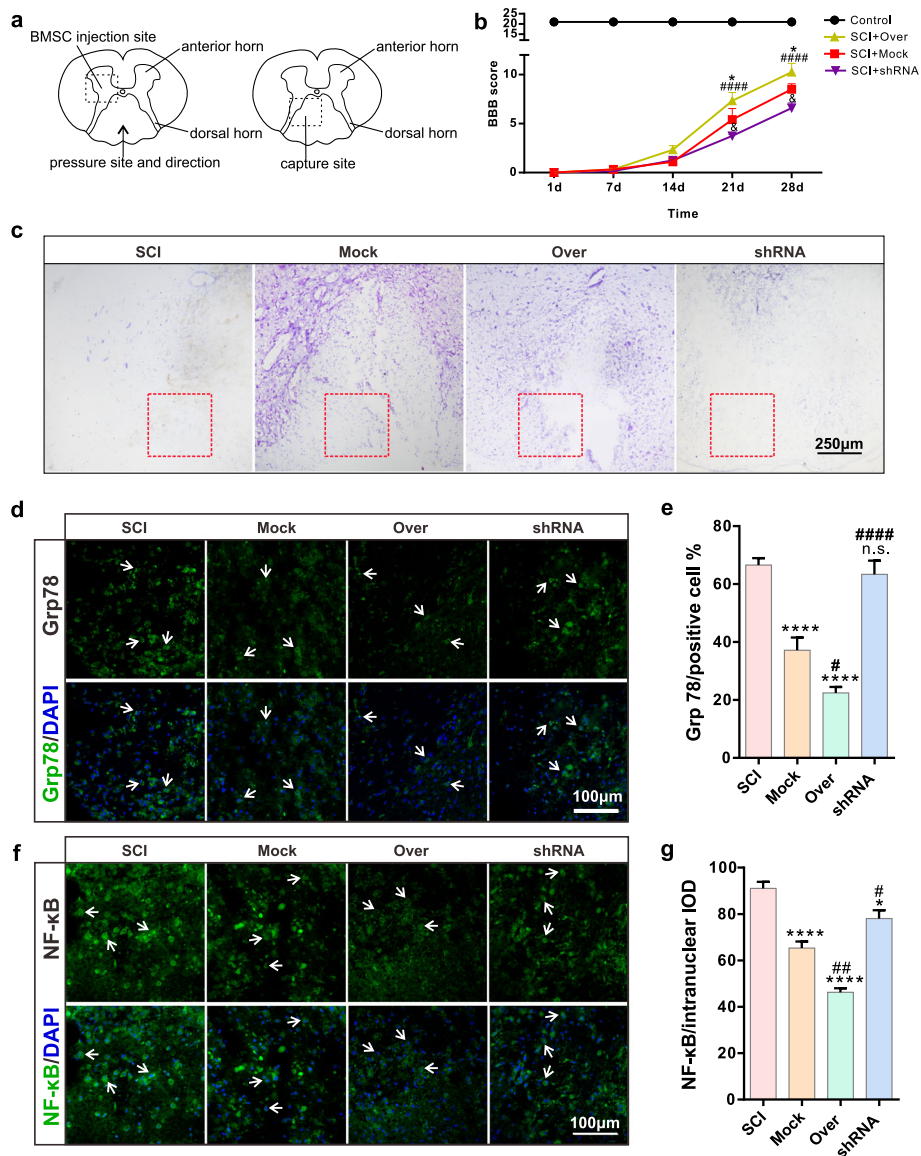 a
BMSC injection site
anterior horn
anterior horn
dorsal horn
dorsal horn
pressure site and direction
capture site
b
BBB score
25
20
15
10
5
0
*
####
*
####
&
&
1d 7d 14d 21d 28d
Time
Control
SCI+Over
SCI+Mock
SCI+shRNA
c
SCI Mock Over shRNA
250μm
d
SCI Mock Over shRNA
Grp78
Grp78/DAPI
100μm
e
Grp 78/positive cell %
80
60
40
20
0
****
#
****
####
n.s.
SCI Mock Over shRNA
f
SCI Mock Over shRNA
NF-κB
NF-κB/DAPI
100μm
g
NF-κB/intranuclear IOD
100
80
60
40
20
0
****
##
****
#
*
SCI Mock Over shRNA